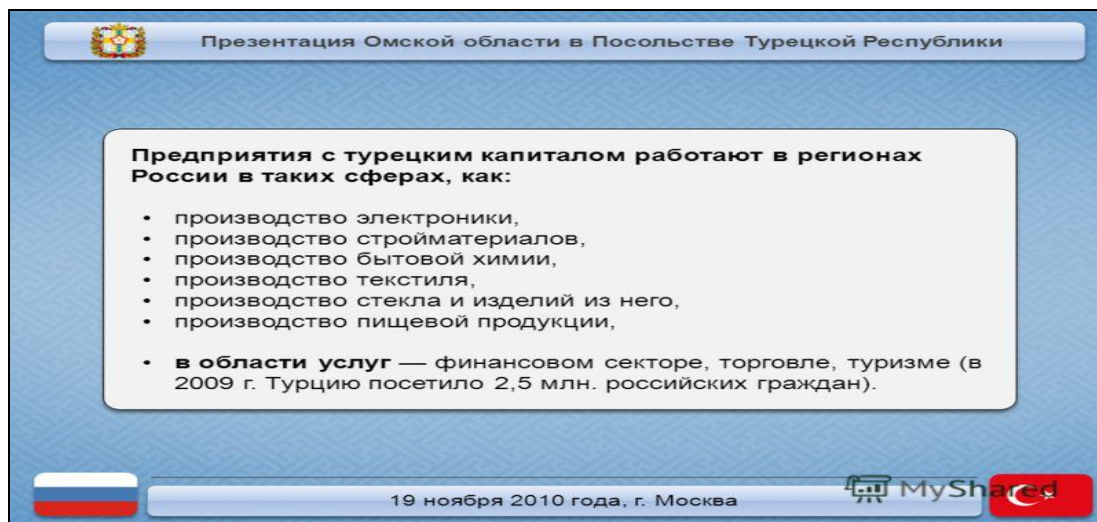 Презентация Омской области в Посольстве Турецкой Республики
Предприятия с турецким капиталом работают в регионах
России в таких сферах, как:
• производство электроники,
• производство стройматериалов,
• производство бытовой химии,
• производство текстиля,
• производство стекла и изделий из него,
• производство пищевой продукции,
• в области услуг — финансовом секторе, торговле, туризме (в
2009 г. Турцию посетило 2,5 млн. российских граждан).
19 ноября 2010 года, г. Москва
MyShared